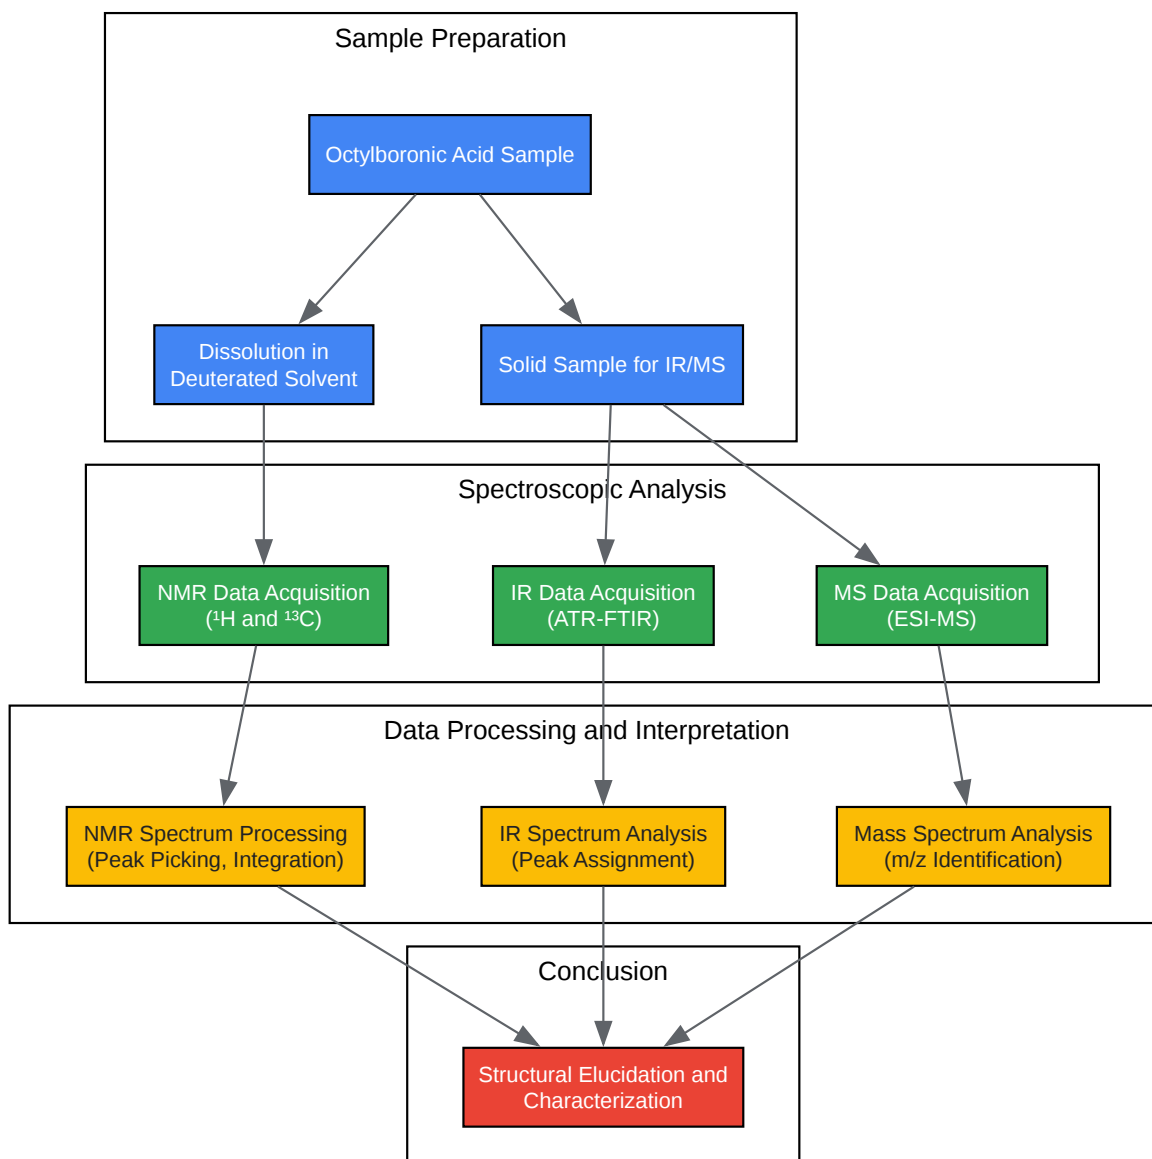 Sample Preparation
Octylboronic Acid Sample
Dissolution in
Deuterated Solvent
Solid Sample for IR/MS
Spectroscopic Analysis
NMR Data Acquisition
(¹H and ¹³C)
IR Data Acquisition
(ATR-FTIR)
MS Data Acquisition
(ESI-MS)
Data Processing and Interpretation
NMR Spectrum Processing
(Peak Picking, Integration)
IR Spectrum Analysis
(Peak Assignment)
Mass Spectrum Analysis
(m/z Identification)
Conclusion
Structural Elucidation and
Characterization